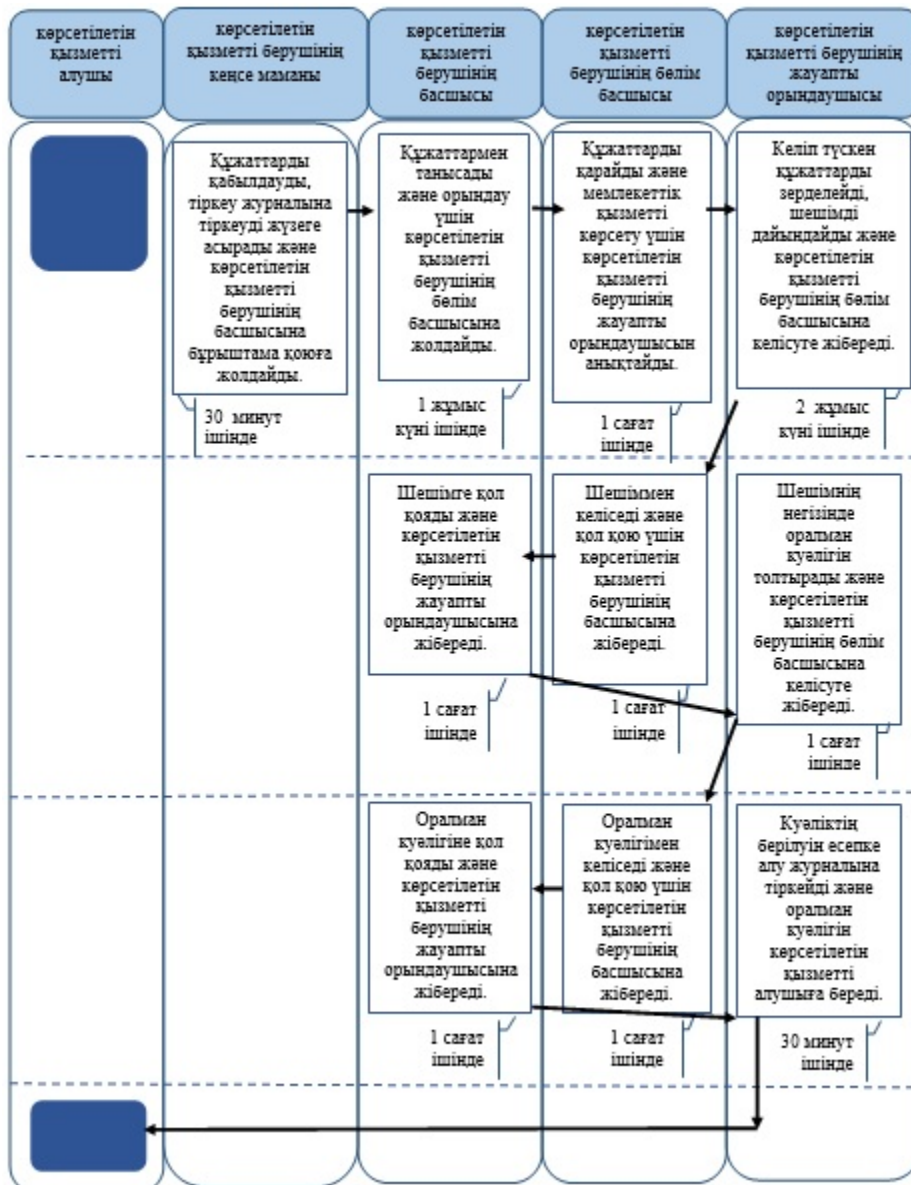 көрсетілетін
қызметті
алушы
көрсетілетін
қызметті берушінің
кеңсе маманы
көрсетілетін
қызметті
берушінің
басшысы
көрсетілетін
қызметті
берушінің бөлім
басшысы
көрсетілетін
қызметті берушінің
жауапты
орындаушысы
Құжаттарды
қабылдауды,
тіркеу журналына
тіркеуді жүзеге
асырады және
көрсетілетін
қызметті
берушінің
басшысына
бұрыштама қоюға
жолдайды.
30 минут
ішінде
Құжаттармен
танысады
және орындау
үшін
көрсетілетін
қызметті
берушінің
бөлім
басшысына
жолдайды.
1 жұмыс
күні ішінде
Құжаттарды
қарайды және
мемлекеттік
қызметті
көрсету үшін
көрсетілетін
қызметті
берушінің
жауапты
орындаушысын
анықтайды.
1 сағат
ішінде
Келіп түскен
құжаттарды
зерделейді,
шешімді
дайындайды және
көрсетілетін
қызметті
берушінің бөлім
басшысына
келісуге жібереді.
2 жұмыс
күні ішінде
Шешімге қол
қояды және
көрсетілетін
қызметті
берушінің
жауапты
орындаушысына
жібереді.
1 сағат
ішінде
Шешіммен
келіседі және
қол қою үшін
көрсетілетін
қызметті
берушінің
басшысына
жібереді.
1 сағат
ішінде
Шешімнің
негізінде
оралман
куәлігін
толтырады және
көрсетілетін
қызметті
берушінің бөлім
басшысына
келісуге
жібереді.
1 сағат
ішінде
Оралман
куәлігіне қол
қояды және
көрсетілетін
қызметті
берушінің
жауапты
орындаушысына
жібереді.
1 сағат
ішінде
Оралман
куәлігімен
келіседі және
қол қою үшін
көрсетілетін
қызметті
берушінің
басшысына
жібереді.
1 сағат
ішінде
Куәліктің
берілуін есепке
алу журналына
тіркейді және
оралман
куәлігін
көрсетілетін
қызметті
алушыға береді.
30 минут
ішінде